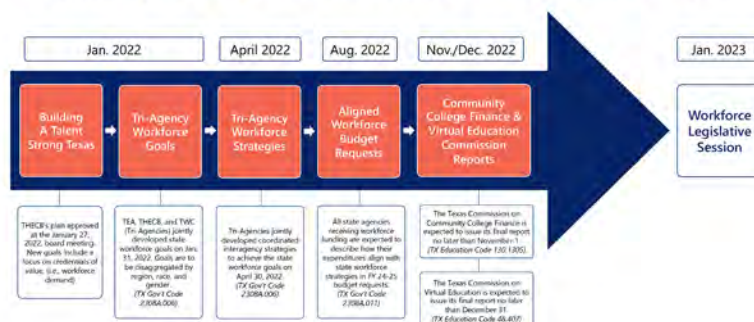 Jan. 2022
April 2022
Aug. 2022
Nov./Dec. 2022
Jan. 2023
Building
A Talent
Strong Texas
Tri-Agency
Workforce
Goals
Tri-Agency
Workforce
Strategies
Aligned
Workforce
Budget
Requests
Community
College Finance &
Virtual Education
Commission
Reports
Workforce
Legislative
Session
THECB's plan approved
at the January 27,
2022, board meeting.
New goals include a
focus on credentials of
value, (i.e., workforce
demand)
TEA, THECB, and TWC
(Tri Agencies) jointly
developed state
workforce goals on Jan.
31, 2022. Goals are to
be disaggregated by
region, race, and
gender.
(TX Gov't Code
2308A.006)
Tri-Agencies jointly
developed coordinated
interagency strategies
to achieve the state
workforce goals on
April 30, 2022.
(TX Gov't Code
2308A.006)
All state agencies
receiving workforce
funding are expected to
describe how their
expenditures align with
state workforce
strategies in FY 24-25
budget requests.
(TX Gov't Code
2308A.011)
The Texas Commission on
Community College Finance is
expected to issue its final report
no later than November 1
(TX Education Code 130.1305)
The Texas Commission on
Virtual Education is expected to
issue its final report no later
than December 31
(TX Education Code 48.402)